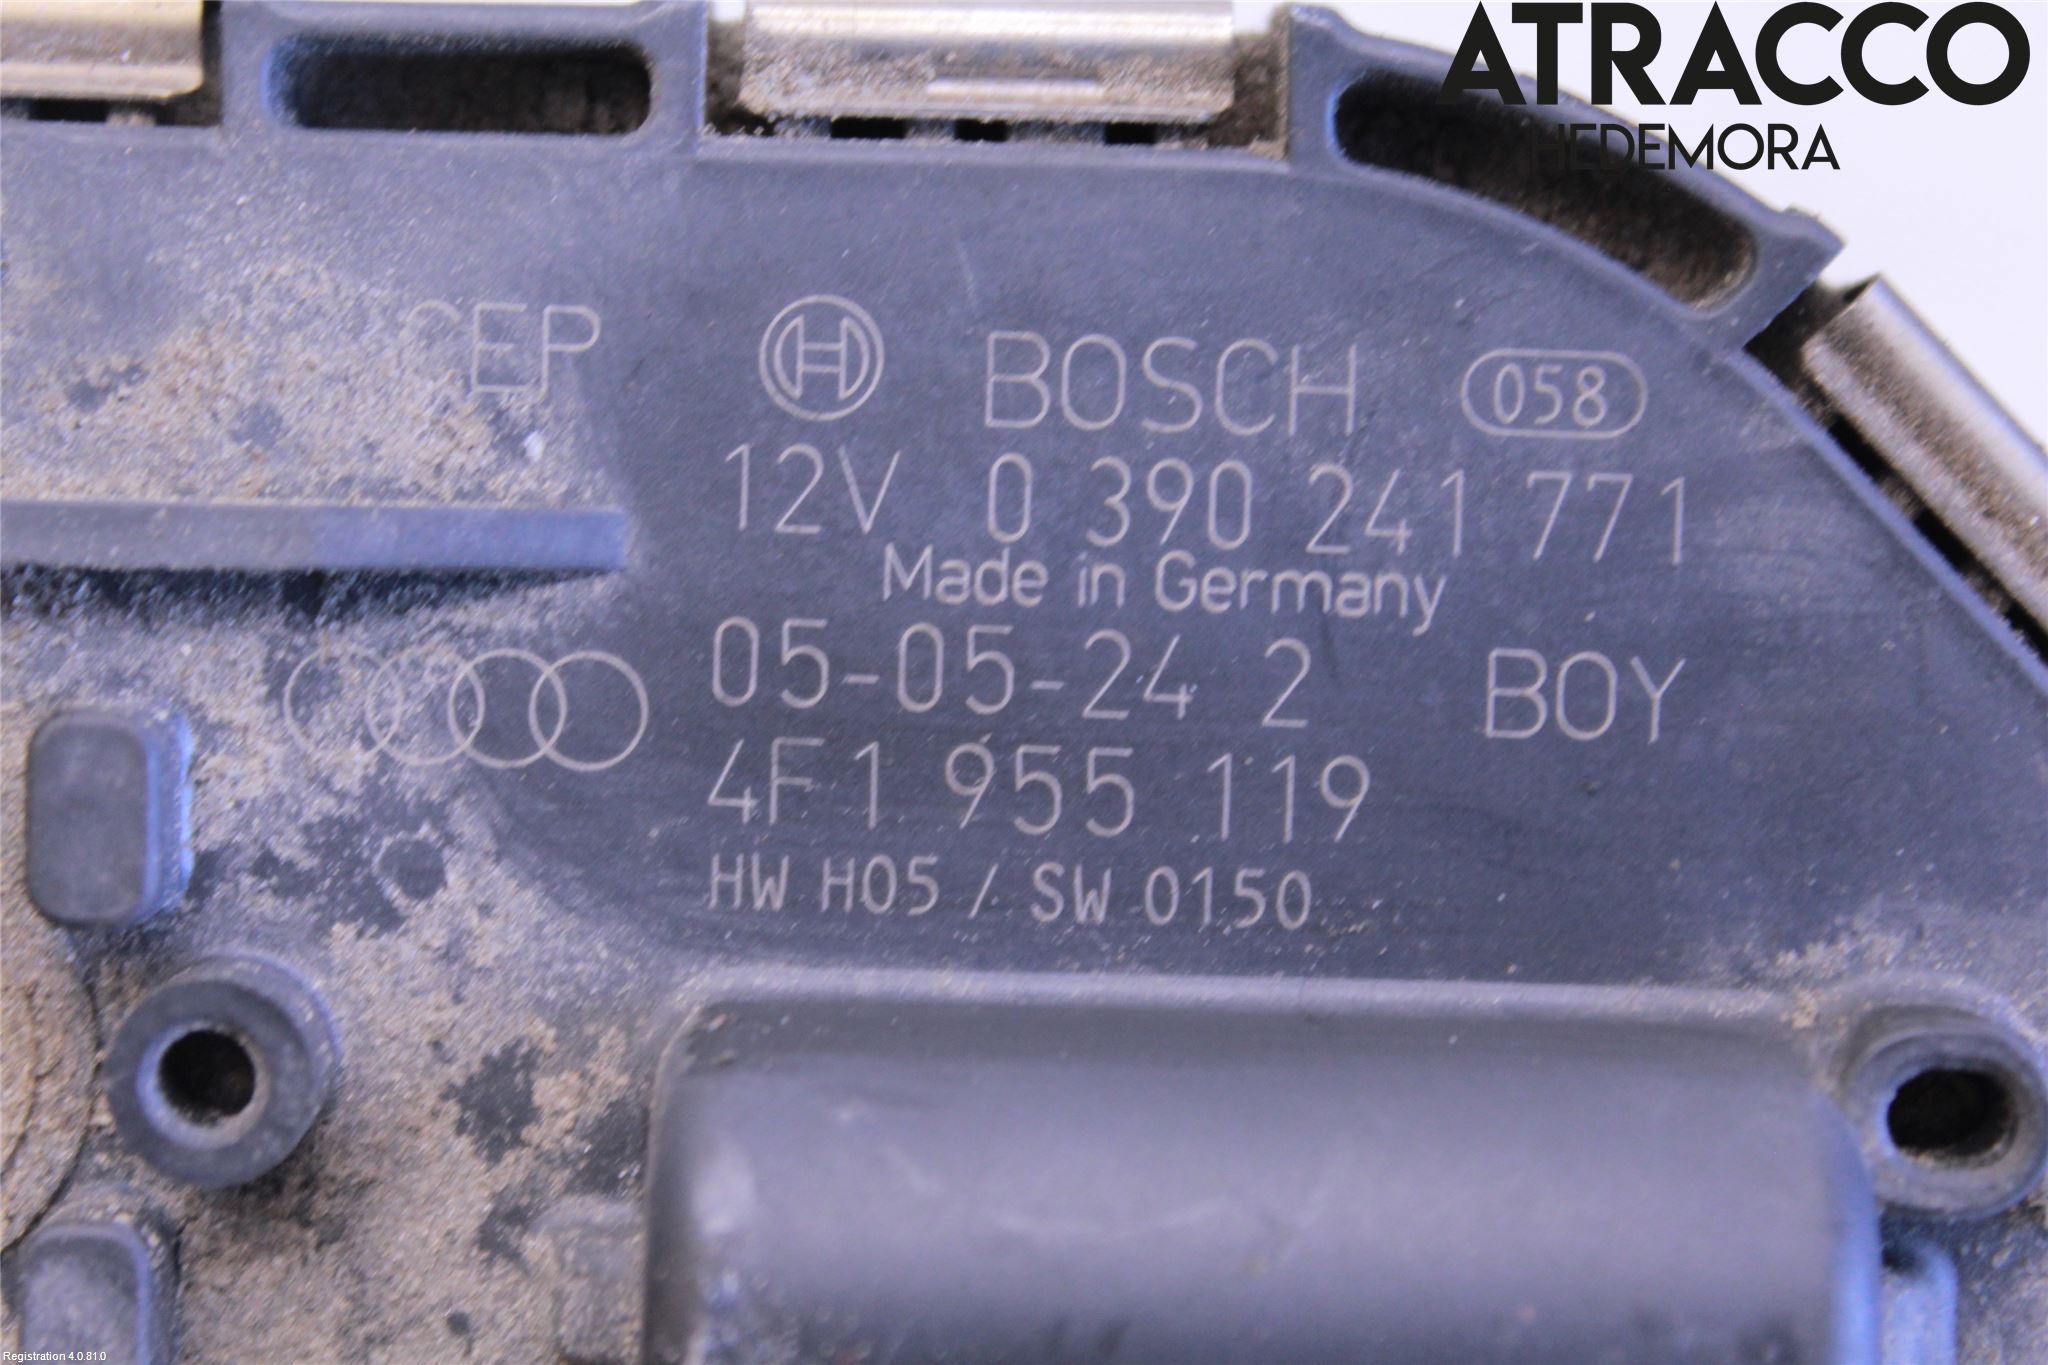 ATRACCO
HEDEMORA
EP
BOSCH 058
12V 0 390 241 771
Made in Germany
05-05-24 2 BOY
4F1 955 119
HW H05 / SW 0150
Registration 4.0.81.0